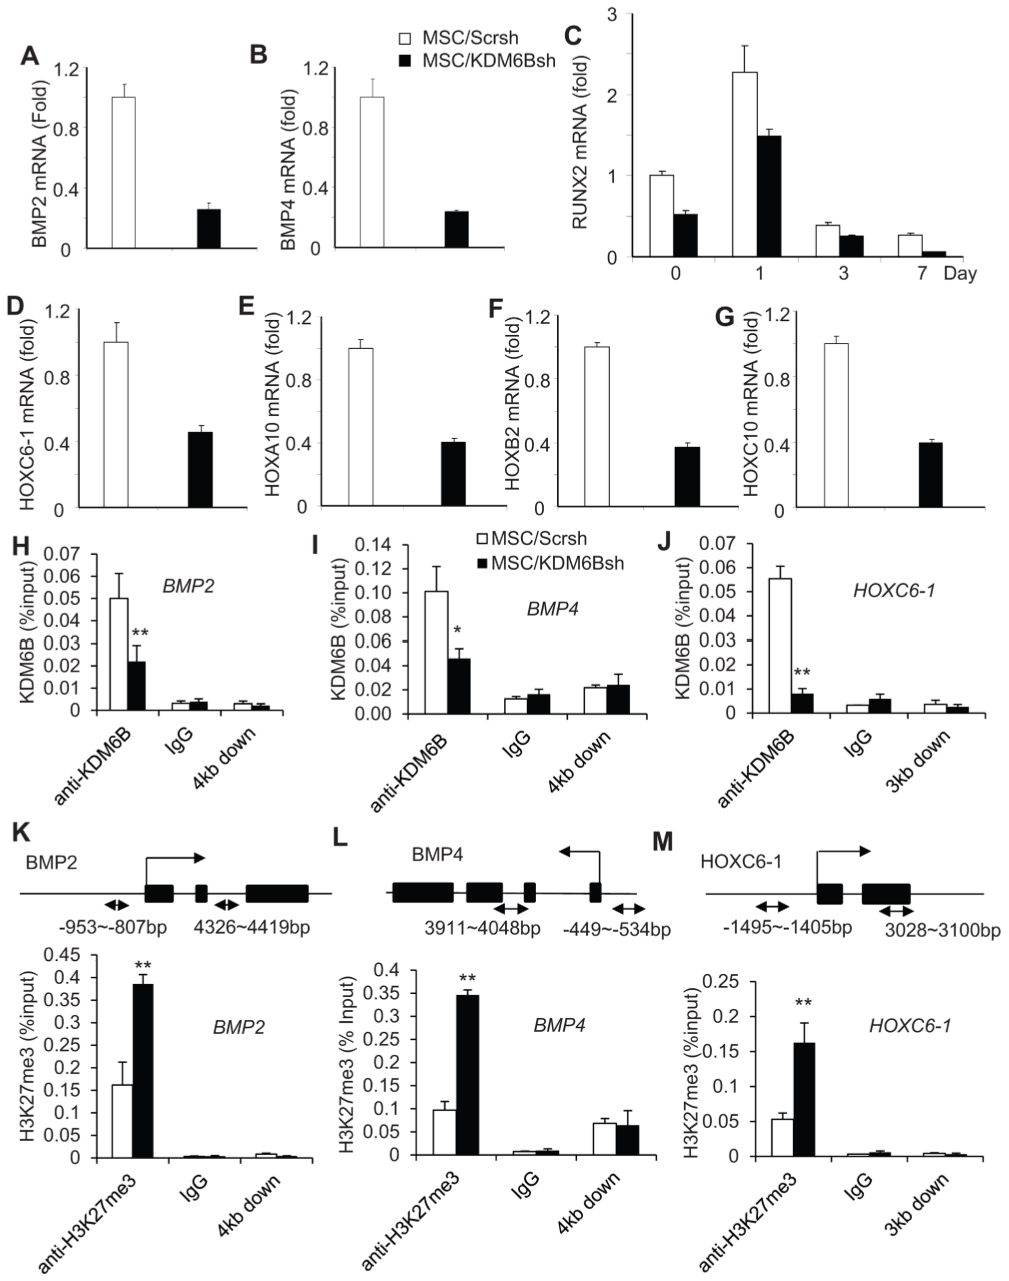 A
BMP2 mRNA (Fold)
1.2
0.8
0.4
0
B
BMP4 mRNA (fold)
1.2
0.8
0.4
0
MSC/Scrsh
MSC/KDM6Bsh
C
RUNX2 mRNA (fold)
3
2
1
0
0 1 3 7 Day
D
HOXC6-1 mRNA (fold)
1.2
0.8
0.4
0
E
HOXA10 mRNA (fold)
1.2
0.8
0.4
0
F
HOXB2 mRNA (fold)
1.2
0.8
0.4
0
G
HOXC10 mRNA (fold)
1.2
0.8
0.4
0
H
KDM6B (%input)
0.07
0.06
0.05
0.04
0.03
0.02
0.01
0
BMP2
**
anti-KDM6B
IgG
4kb down
I
KDM6B (%input)
0.14
0.12
0.10
0.08
0.06
0.04
0.02
0.00
MSC/Scrsh
MSC/KDM6Bsh
BMP4
*
anti-KDM6B
IgG
4kb down
J
KDM6B (%input)
0.07
0.06
0.05
0.04
0.03
0.02
0.01
0
HOXC6-1
**
anti-KDM6B
IgG
3kb down
K
BMP2
-953~-807bp 4326~4419bp
H3K27me3 (%input)
0.45
0.4
0.35
0.3
0.25
0.2
0.15
0.1
0.05
0
**
BMP2
anti-H3K27me3
IgG
4kb down
L
BMP4
3911~4048bp -449~-534bp
H3K27me3 (% Input)
0.4
0.35
0.3
0.25
0.2
0.15
0.1
0.05
0
**
BMP4
anti-H3K27me3
IgG
4kb down
M
HOXC6-1
-1495~-1405bp 3028~3100bp
H3K27me3 (%input)
0.25
0.2
0.15
0.1
0.05
0
**
HOXC6-1
anti-H3K27me3
IgG
3kb down